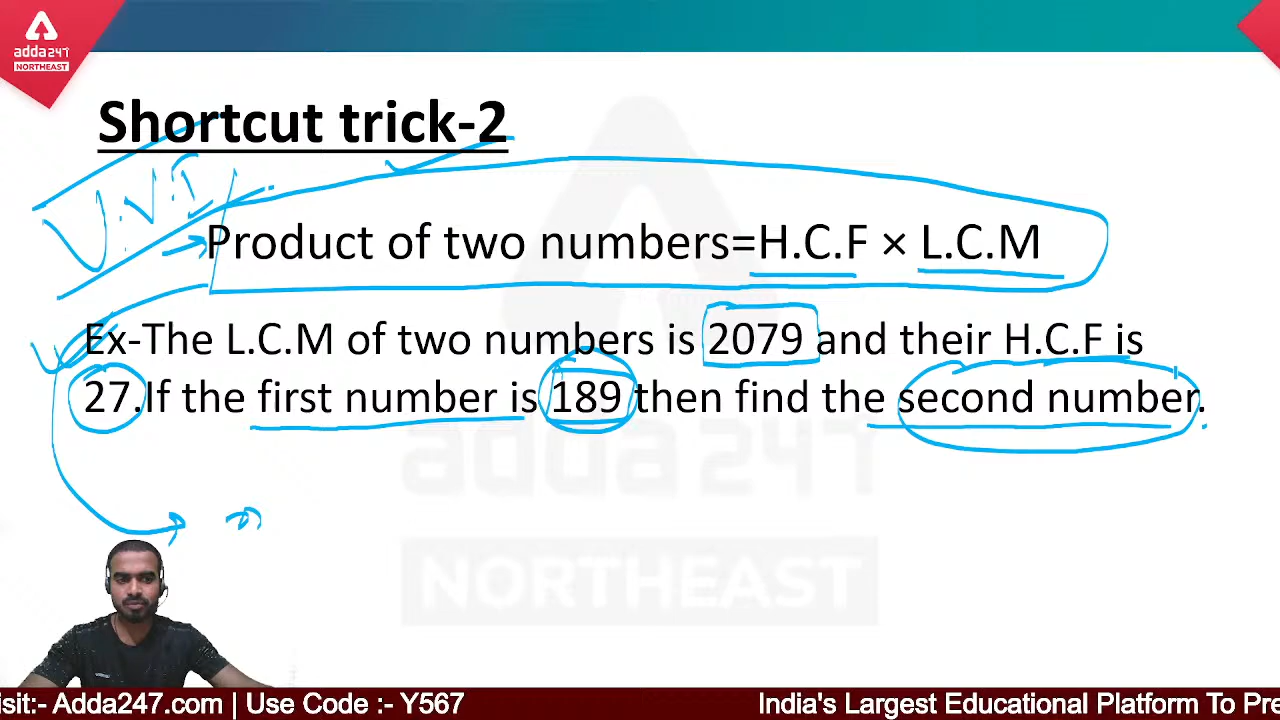 adda247
NORTHEAST
Shortcut trick-2
V.V.I
Product of two numbers=H.C.F × L.C.M
Ex-The L.C.M of two numbers is 2079 and their H.C.F is
27.If the first number is 189 then find the second number.
adda247
NORTHEAST
isit:- Adda247.com | Use Code :- Y567
India's Largest Educational Platform To Pre